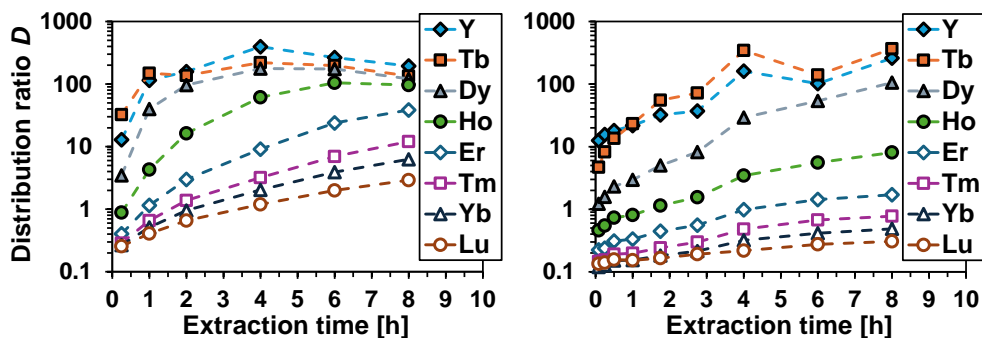 Distribution ratio D
1000
100
10
1
0.1
0 1 2 3 4 5 6 7 8 9 10
Extraction time [h]
Y
Tb
Dy
Ho
Er
Tm
Yb
Lu
1000
100
10
1
0.1
0 1 2 3 4 5 6 7 8 9 10
Extraction time [h]
Y
Tb
Dy
Ho
Er
Tm
Yb
Lu